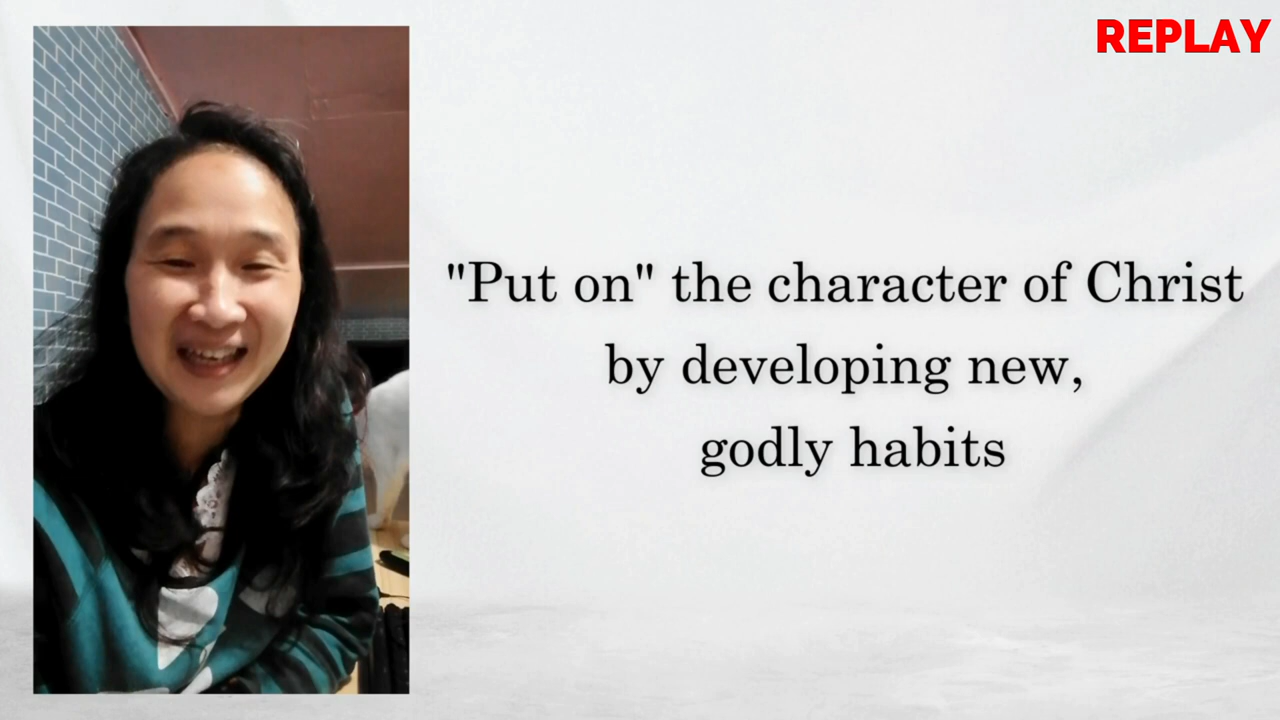 REPLAY
"Put on" the character of Christ
by developing new,
godly habits